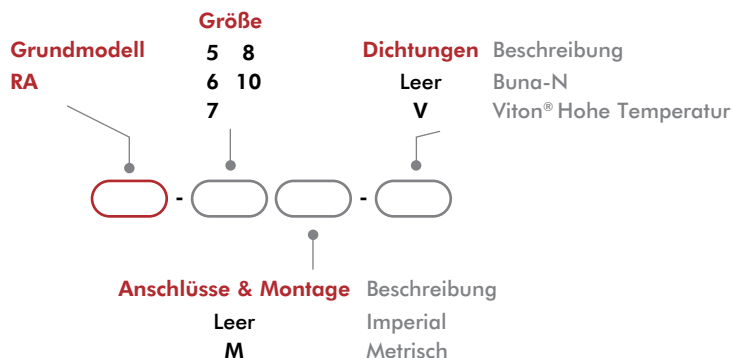 Größe
Grundmodell 5 8 Dichtungen Beschreibung
RA 6 10 Leer Buna-N
7 V Viton® Hohe Temperatur
- -
Anschlüsse & Montage Beschreibung
Leer Imperial
M Metrisch